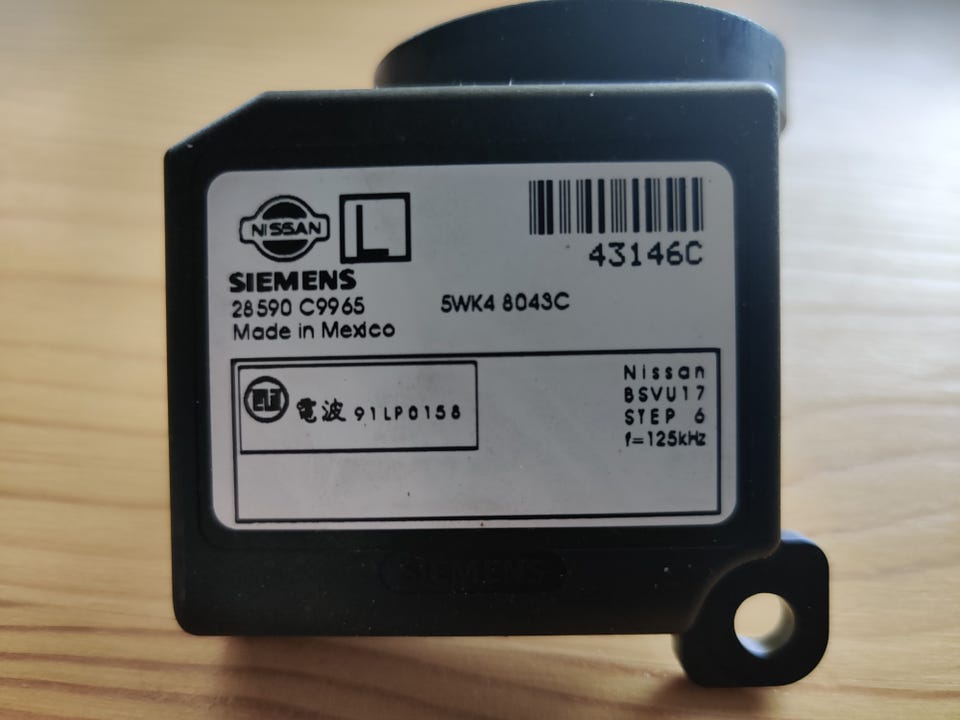 NISSAN
L
43146C
SIEMENS
28590 C9965
5WK4 8043C
Made in Mexico
電波 91LP0158
Nissan
BSVU17
STEP 6
f=125kHz
SIEMENS